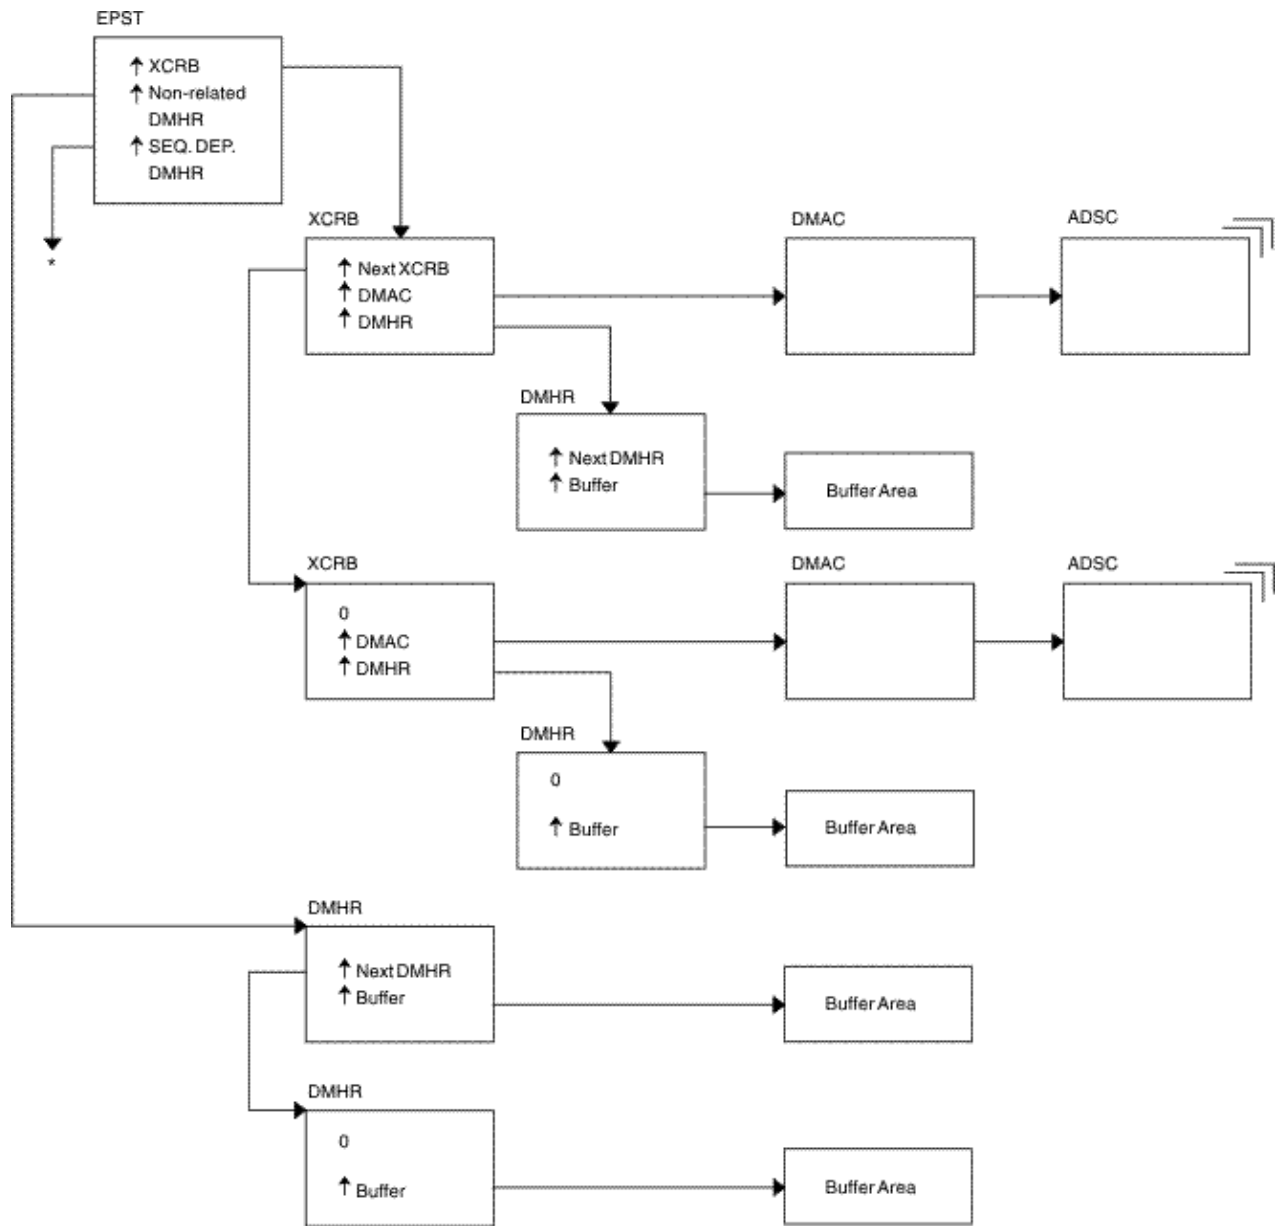 EPST
↑ XCRB
↑ Non-related
DMHR
↑ SEQ. DEP.
DMHR
*
XCRB
↑ Next XCRB
↑ DMAC
↑ DMHR
DMAC
ADSC
DMHR
↑ Next DMHR
↑ Buffer
Buffer Area
XCRB
0
↑ DMAC
↑ DMHR
DMAC
ADSC
DMHR
0
↑ Buffer
Buffer Area
DMHR
↑ Next DMHR
↑ Buffer
Buffer Area
DMHR
0
↑ Buffer
Buffer Area